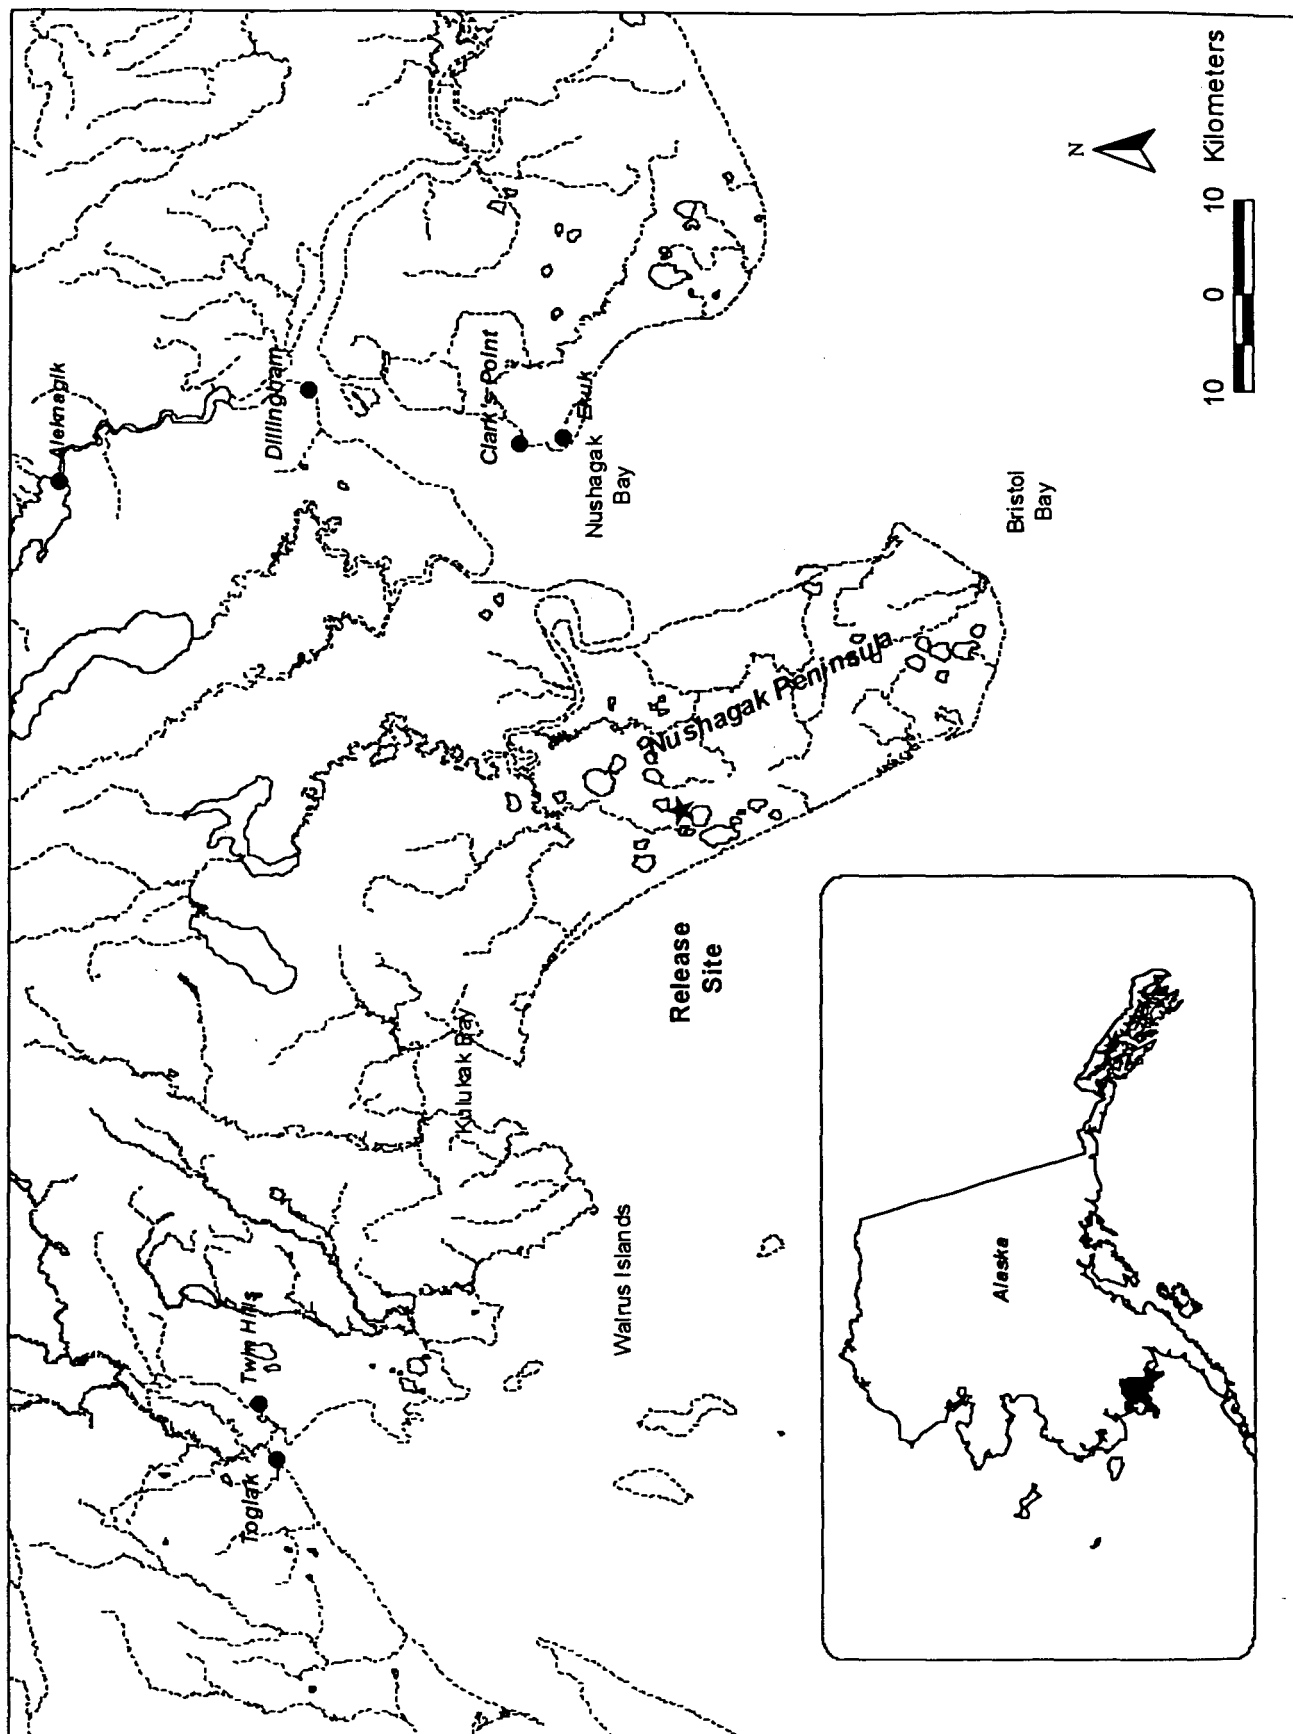 Aleknagik
Togiak
Twin Hills
Dillingham
Kulukak Bay
Clark's Point
Ekuk
Nushagak
Bay
Walrus Islands
Nushagak Peninsula
Release
Site
Bristol
Bay
Alaska
N
10 0 10 Kilometers